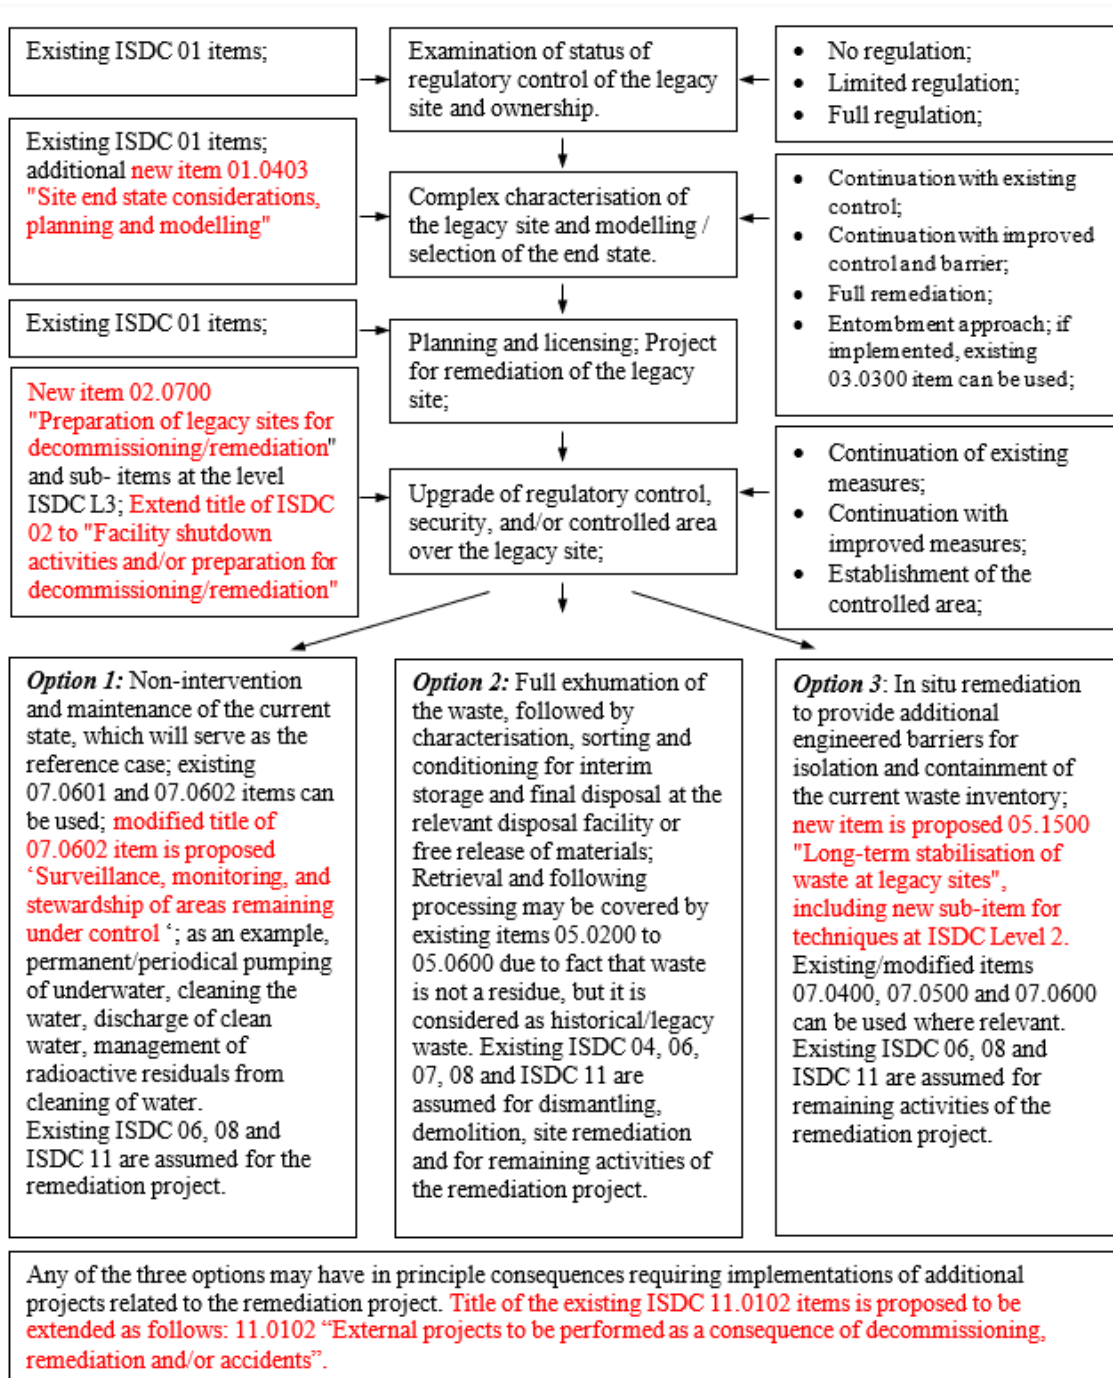 Existing ISDC 01 items;
Examination of status of
regulatory control of the legacy
site and ownership.
• No regulation;
• Limited regulation;
• Full regulation;
Existing ISDC 01 items;
additional new item 01.0403
"Site end state considerations,
planning and modelling"
Complex characterisation of
the legacy site and modelling /
selection of the end state.
• Continuation with existing
control;
• Continuation with improved
control and barrier;
• Full remediation;
• Entombment approach; if
implemented, existing
03.0300 item can be used;
Existing ISDC 01 items;
Planning and licensing; Project
for remediation of the legacy
site;
New item 02.0700
"Preparation of legacy sites for
decommissioning/remediation"
and sub- items at the level
ISDC L3; Extend title of ISDC
02 to "Facility shutdown
activities and/or preparation for
decommissioning/remediation"
Upgrade of regulatory control,
security, and/or controlled area
over the legacy site;
• Continuation of existing
measures;
• Continuation with
improved measures;
• Establishment of the
controlled area;
Option 1: Non-intervention
and maintenance of the current
state, which will serve as the
reference case; existing
07.0601 and 07.0602 items can
be used; modified title of
07.0602 item is proposed
‘Surveillance, monitoring, and
stewardship of areas remaining
under control ‘; as an example,
permanent/periodical pumping
of underwater, cleaning the
water, discharge of clean
water, management of
radioactive residuals from
cleaning of water.
Existing ISDC 06, 08 and
ISDC 11 are assumed for the
remediation project.
Option 2: Full exhumation of
the waste, followed by
characterisation, sorting and
conditioning for interim
storage and final disposal at the
relevant disposal facility or
free release of materials;
Retrieval and following
processing may be covered by
existing items 05.0200 to
05.0600 due to fact that waste
is not a residue, but it is
considered as historical/legacy
waste. Existing ISDC 04, 06,
07, 08 and ISDC 11 are
assumed for dismantling,
demolition, site remediation
and for remaining activities of
the remediation project.
Option 3: In situ remediation
to provide additional
engineered barriers for
isolation and containment of
the current waste inventory;
new item is proposed 05.1500
"Long-term stabilisation of
waste at legacy sites",
including new sub-item for
techniques at ISDC Level 2.
Existing/modified items
07.0400, 07.0500 and 07.0600
can be used where relevant.
Existing ISDC 06, 08 and
ISDC 11 are assumed for
remaining activities of the
remediation project.
Any of the three options may have in principle consequences requiring implementations of additional
projects related to the remediation project. Title of the existing ISDC 11.0102 items is proposed to be
extended as follows: 11.0102 “External projects to be performed as a consequence of decommissioning,
remediation and/or accidents”.